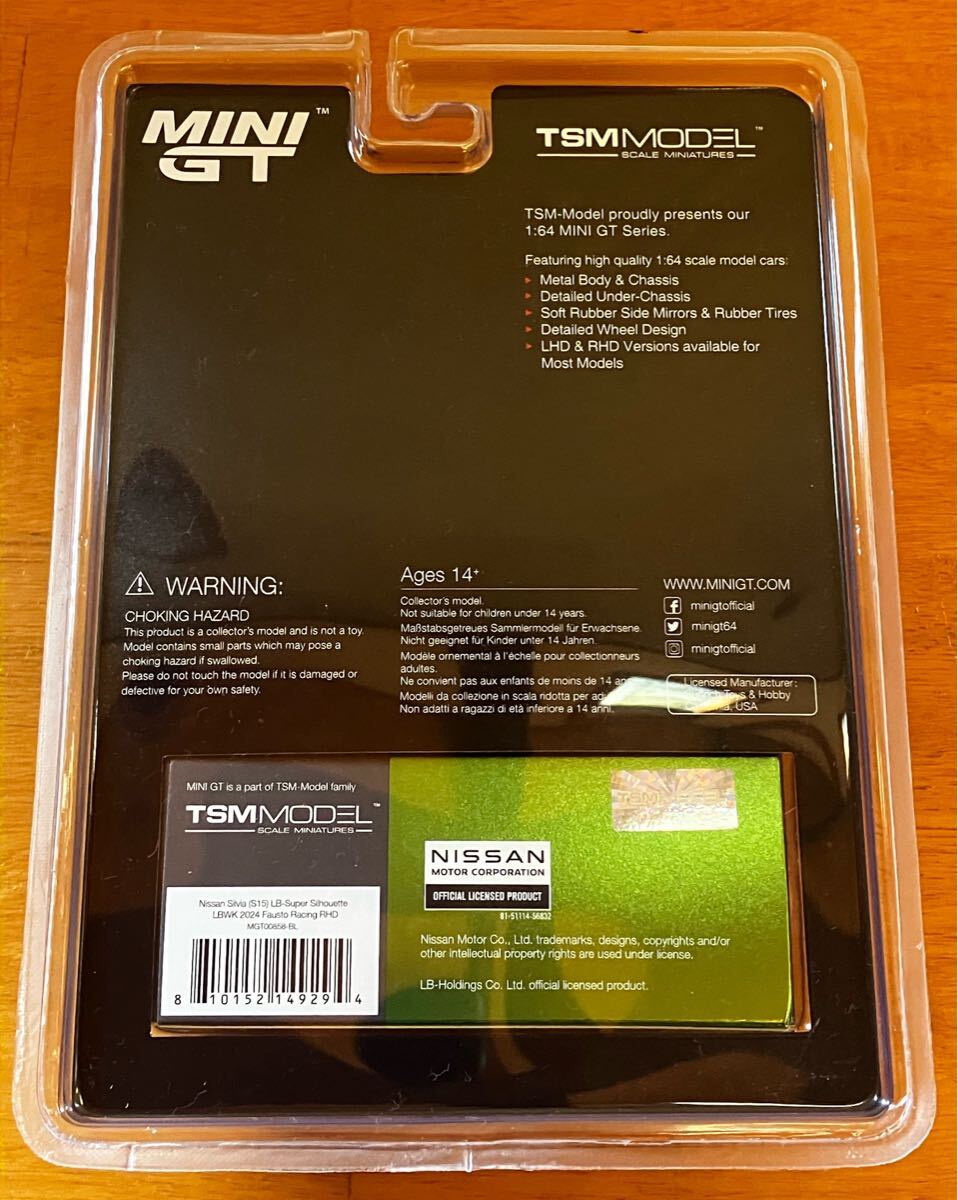 MINI GT™
TSMMODEL™
SCALE MINIATURES
TSM-Model proudly presents our
1:64 MINI GT Series.
Featuring high quality 1:64 scale model cars:
Metal Body & Chassis
Detailed Under-Chassis
Soft Rubber Side Mirrors & Rubber Tires
Detailed Wheel Design
LHD & RHD Versions available for
Most Models
WARNING:
CHOKING HAZARD
This product is a collector's model and is not a toy.
Model contains small parts which may pose a
choking hazard if swallowed.
Please do not touch the model if it is damaged or
defective for your own safety.
Ages 14+
Collector's model.
Not suitable for children under 14 years.
Maßstabsgetreues Sammlermodell für Erwachsene.
Nicht geeignet für Kinder unter 14 Jahren.
Modèle ornemental à l'échelle pour collectionneurs
adultes.
Ne convient pas aux enfants de moins de 14
Modelli da collezione in scala ridotta per
Non adatti a ragazzi di età inferiore a 14 anni.
WWW.MINIGT.COM
minigtofficial
minigt64
minigtofficial
Licensed Manufacturer:
Toys & Hobby
USA
MINI GT is a part of TSM-Model family
TSMMODEL™
SCALE MINIATURES
Nissan Silvia (S15) LB-Super Silhouette
LBWK 2024 Fausto Racing RHD
MGT00858-BL
8 10152 14929 4
NISSAN
MOTOR CORPORATION
OFFICIAL LICENSED PRODUCT
81-51114-56832
Nissan Motor Co., Ltd. trademarks, designs, copyrights and/or
other intellectual property rights are used under license.
LB-Holdings Co. Ltd. official licensed product.